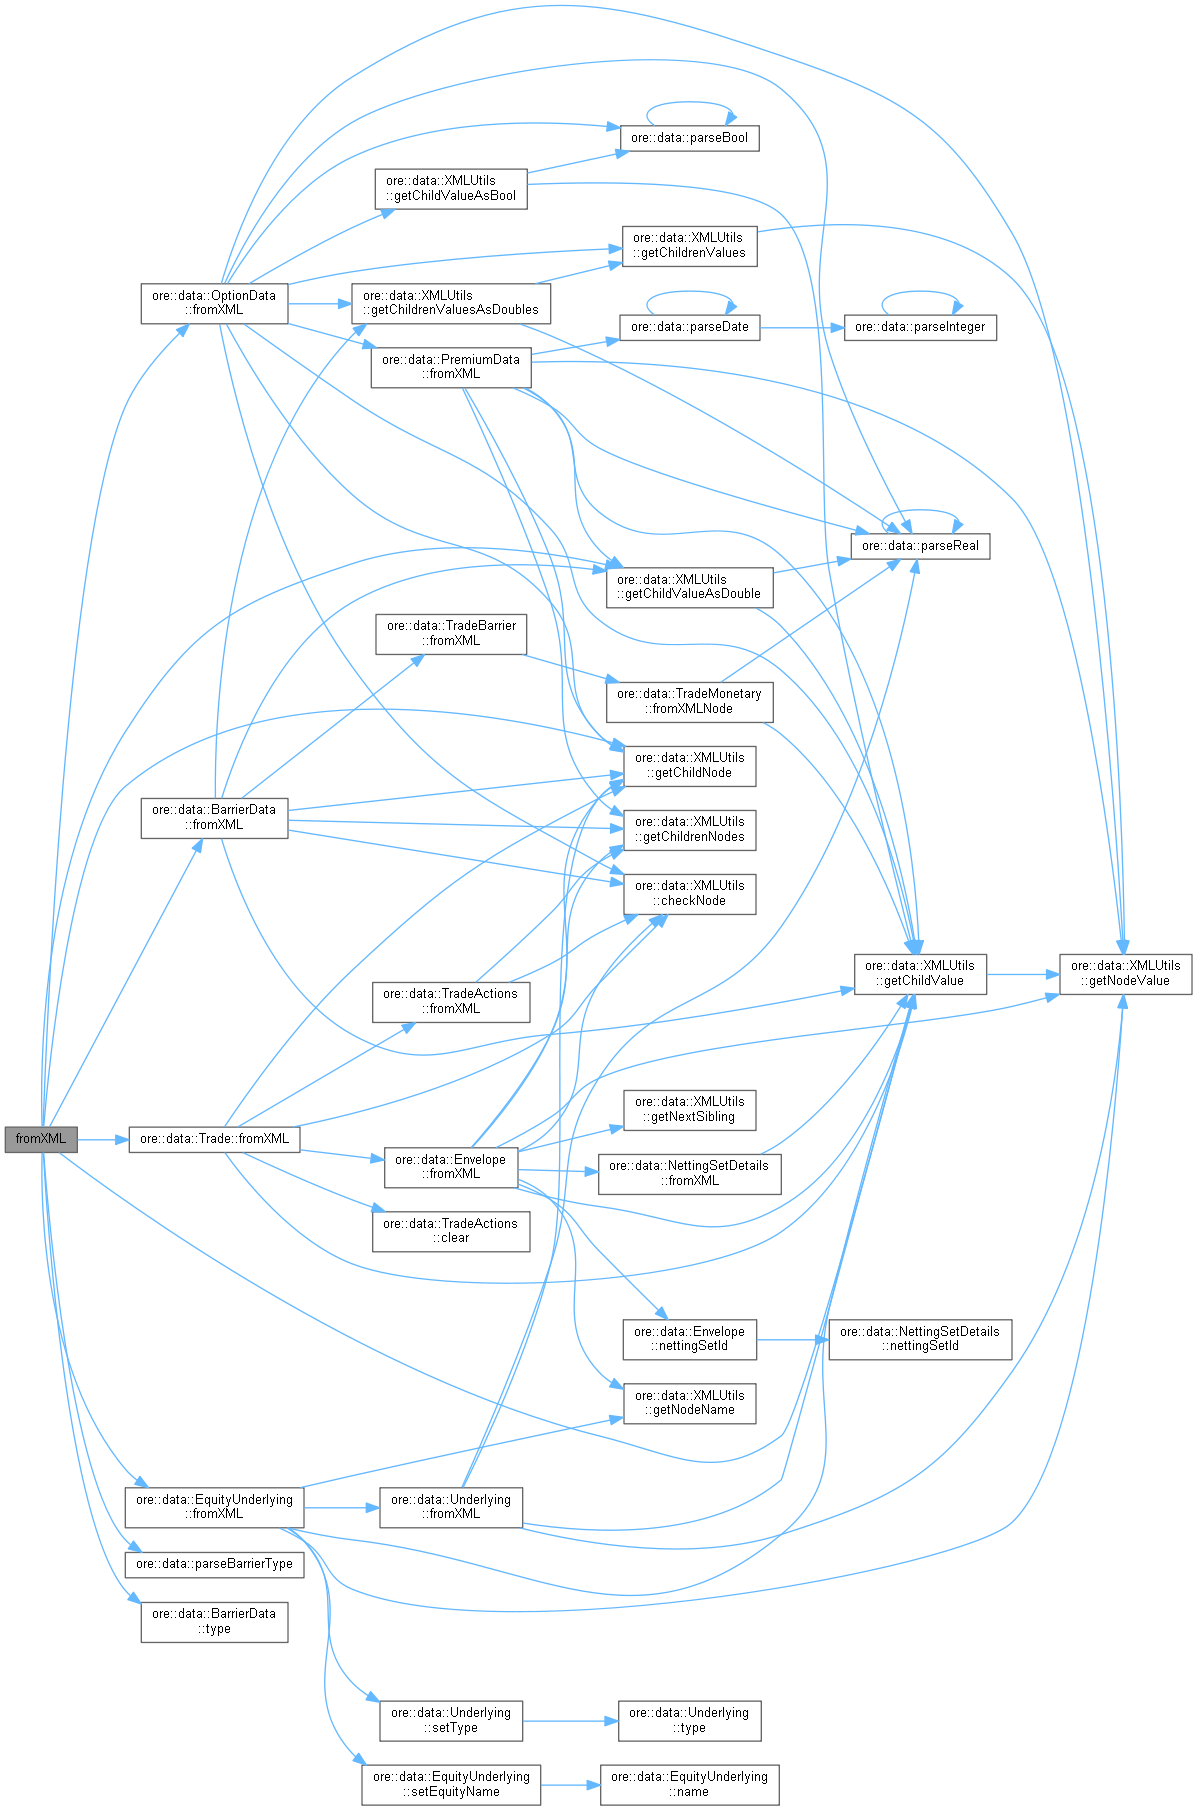 ore::data::parseBool
ore::data::XMLUtils
::getChildValueAsBool
ore::data::XMLUtils
::getChildrenValues
ore::data::OptionData
::fromXML
ore::data::XMLUtils
::getChildrenValuesAsDoubles
ore::data::parseDate
ore::data::parseInteger
ore::data::PremiumData
::fromXML
ore::data::parseReal
ore::data::XMLUtils
::getChildValueAsDouble
ore::data::TradeBarrier
::fromXML
ore::data::TradeMonetary
::fromXMLNode
ore::data::XMLUtils
::getChildNode
ore::data::BarrierData
::fromXML
ore::data::XMLUtils
::getChildrenNodes
ore::data::XMLUtils
::checkNode
ore::data::XMLUtils
::getChildValue
ore::data::XMLUtils
::getNodeValue
ore::data::TradeActions
::fromXML
ore::data::XMLUtils
::getNextSibling
fromXML
ore::data::Trade::fromXML
ore::data::Envelope
::fromXML
ore::data::NettingSetDetails
::fromXML
ore::data::TradeActions
::clear
ore::data::Envelope
::nettingSetId
ore::data::NettingSetDetails
::nettingSetId
ore::data::XMLUtils
::getNodeName
ore::data::EquityUnderlying
::fromXML
ore::data::Underlying
::fromXML
ore::data::parseBarrierType
ore::data::BarrierData
::type
ore::data::Underlying
::setType
ore::data::Underlying
::type
ore::data::EquityUnderlying
::setEquityName
ore::data::EquityUnderlying
::name